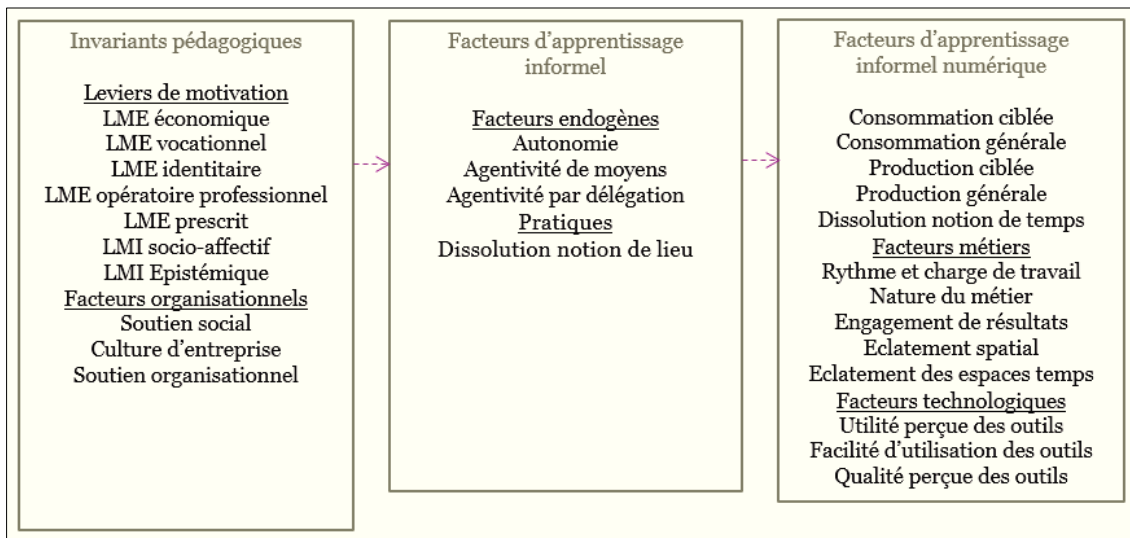 Invariants pédagogiques
Leviers de motivation
LME économique
LME vocationnel
LME identitaire
LME opératoire professionnel
LME prescrit
LMI socio-affectif
LMI Epistémique
Facteurs organisationnels
Soutien social
Culture d'entreprise
Soutien organisationnel
Facteurs d'apprentissage
informel
Facteurs endogènes
Autonomie
Agentivité de moyens
Agentivité par délégation
Pratiques
Dissolution notion de lieu
Facteurs d'apprentissage
informel numérique
Consommation ciblée
Consommation générale
Production ciblée
Production générale
Dissolution notion de temps
Facteurs métiers
Rythme et charge de travail
Nature du métier
Engagement de résultats
Eclatement spatial
Eclatement des espaces temps
Facteurs technologiques
Utilité perçue des outils
Facilité d'utilisation des outils
Qualité perçue des outils